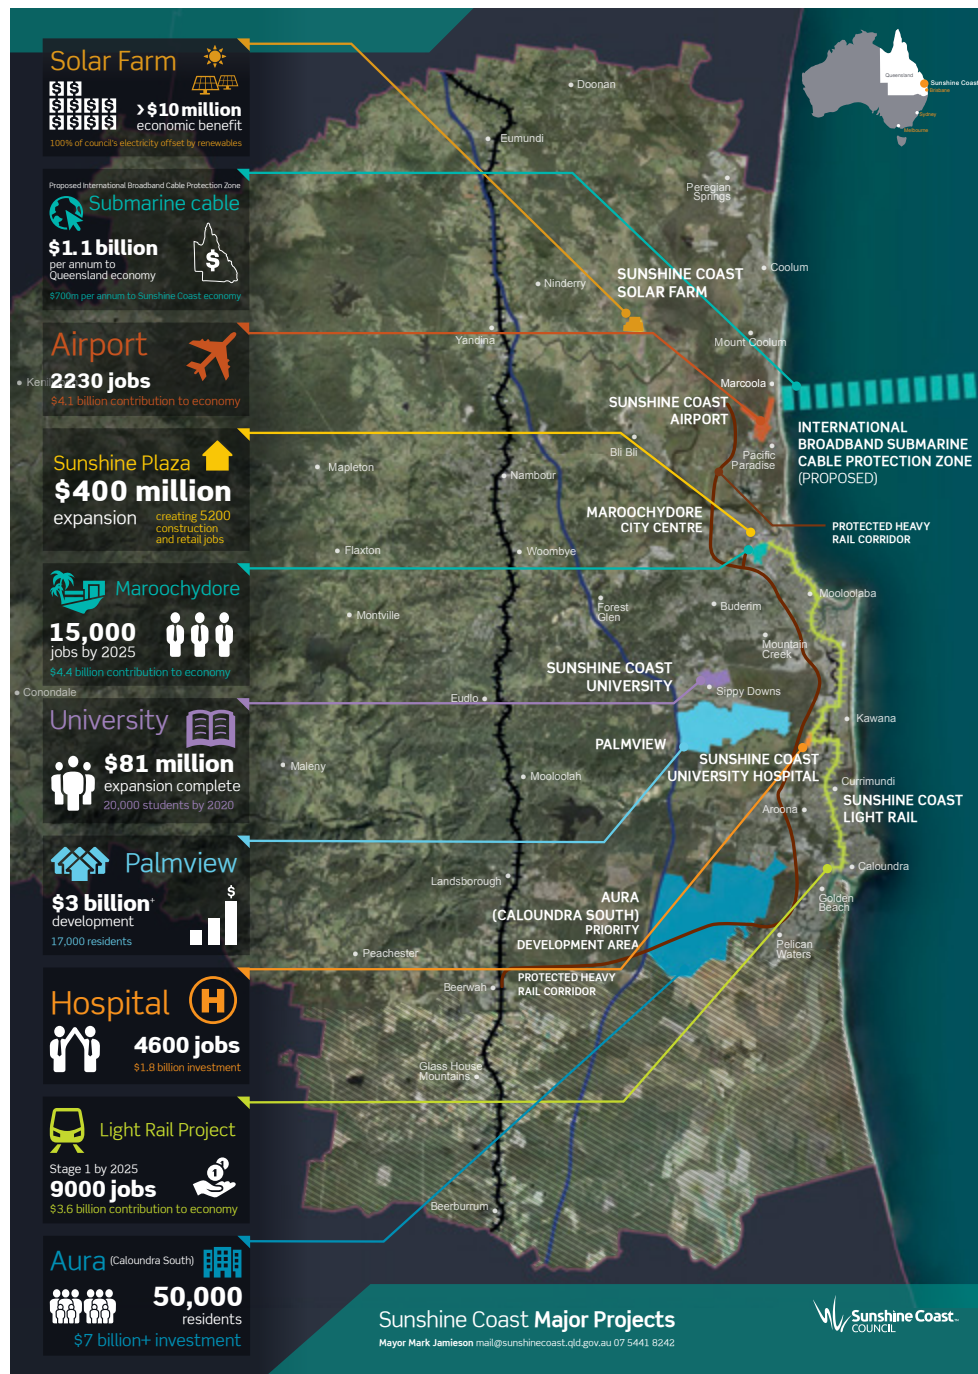 Solar Farm
>$10 million
economic benefit
100% of council's electricity offset by renewables
Proposed International Broadband Cable Protection Zone
Submarine cable
$1.1 billion
per annum to
Queensland economy
$
$700m per annum to Sunshine Coast economy
Airport
2230 jobs
$4.1 billion contribution to economy
Sunshine Plaza
$400 million
expansion
creating 5200
construction
and retail jobs
Maroochydore
15,000
jobs by 2025
$4.4 billion contribution to economy
University
$81 million
expansion complete
20,000 students by 2020
Palmview
$3 billion+
development
17,000 residents
$
Hospital
H
4600 jobs
$1.8 billion investment
Light Rail Project
Stage 1 by 2025
9000 jobs
$3.6 billion contribution to economy
Aura (Caloundra South)
50,000
residents
$7 billion+ investment
Queensland
Sunshine Coast
Brisbane
Sydney
Melbourne
Doonan
Eumundi
Peregian
Springs
Coolum
SUNSHINE COAST
SOLAR FARM
Ninderry
Yandina
Mount Coolum
Marcoola
SUNSHINE COAST
AIRPORT
INTERNATIONAL
BROADBAND SUBMARINE
CABLE PROTECTION ZONE
(PROPOSED)
Bli Bli
Pacific
Paradise
Mapleton
Nambour
MAROOCHYDORE
CITY CENTRE
PROTECTED HEAVY
RAIL CORRIDOR
Flaxton
Woombye
Mooloolaba
Forest
Glen
Buderim
Montville
Mountain
Creek
SUNSHINE COAST
UNIVERSITY
Sippy Downs
Conondale
Eudlo
Kawana
PALMVIEW
SUNSHINE COAST
UNIVERSITY HOSPITAL
Maleny
Mooloolah
Currimundi
SUNSHINE COAST
LIGHT RAIL
Aroona
Caloundra
Landsborough
Golden
Beach
AURA
(CALOUNDRA SOUTH)
PRIORITY
DEVELOPMENT AREA
Pelican
Waters
Peachester
PROTECTED HEAVY
RAIL CORRIDOR
Beerwah
Glass House
Mountains
Beerburrum
Sunshine Coast Major Projects
Mayor Mark Jamieson mail@sunshinecoast.qld.gov.au 07 5441 8242
Sunshine Coast
COUNCIL